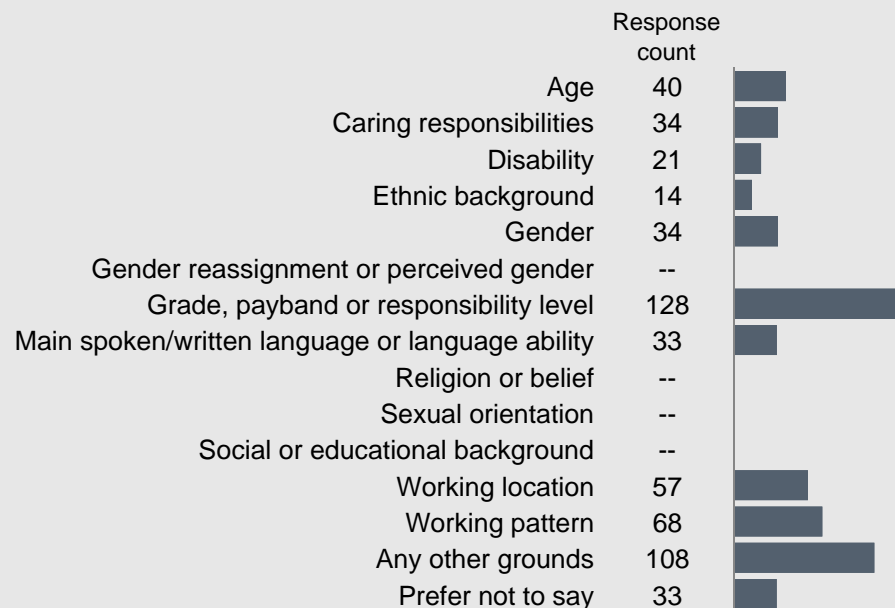 Response
count
Age 40
Caring responsibilities 34
Disability 21
Ethnic background 14
Gender 34
Gender reassignment or perceived gender --
Grade, payband or responsibility level 128
Main spoken/written language or language ability 33
Religion or belief --
Sexual orientation --
Social or educational background --
Working location 57
Working pattern 68
Any other grounds 108
Prefer not to say 33